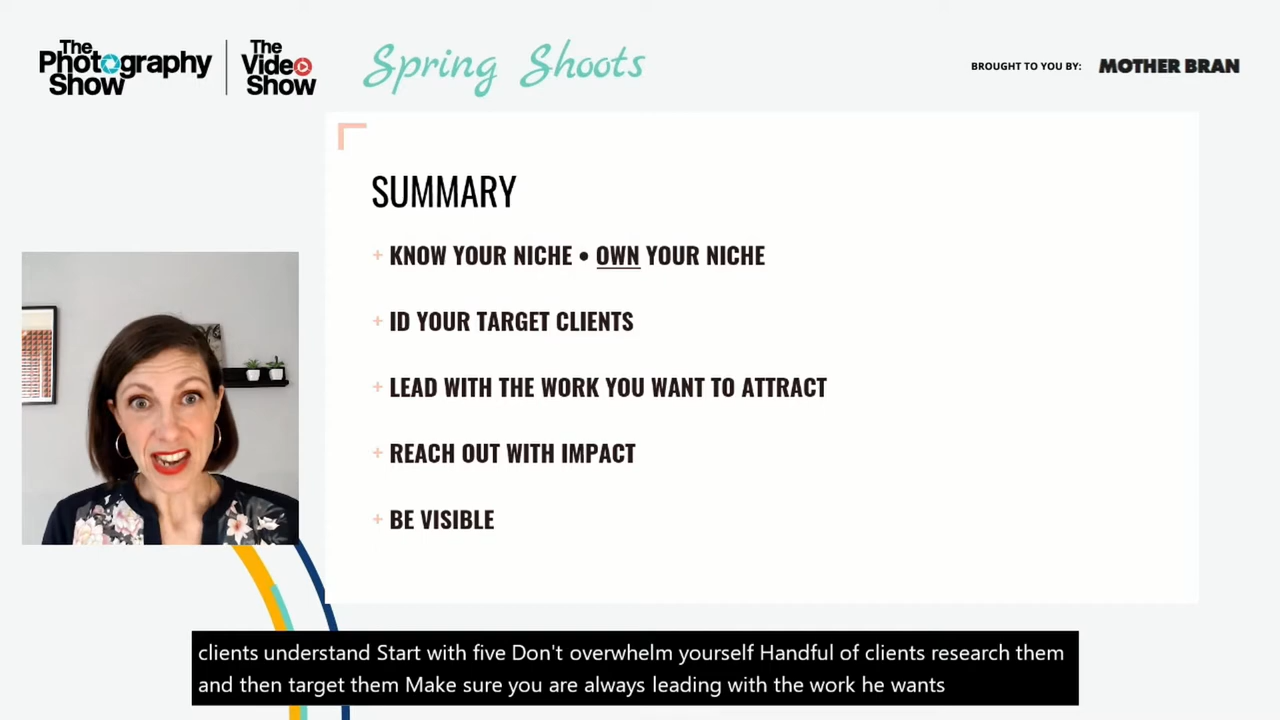 The Photography Show
The Video Show
Spring Shoots
BROUGHT TO YOU BY: MOTHER BRAN
SUMMARY
+ KNOW YOUR NICHE • OWN YOUR NICHE
+ ID YOUR TARGET CLIENTS
+ LEAD WITH THE WORK YOU WANT TO ATTRACT
+ REACH OUT WITH IMPACT
+ BE VISIBLE
clients understand Start with five Don't overwhelm yourself Handful of clients research them
and then target them Make sure you are always leading with the work he wants